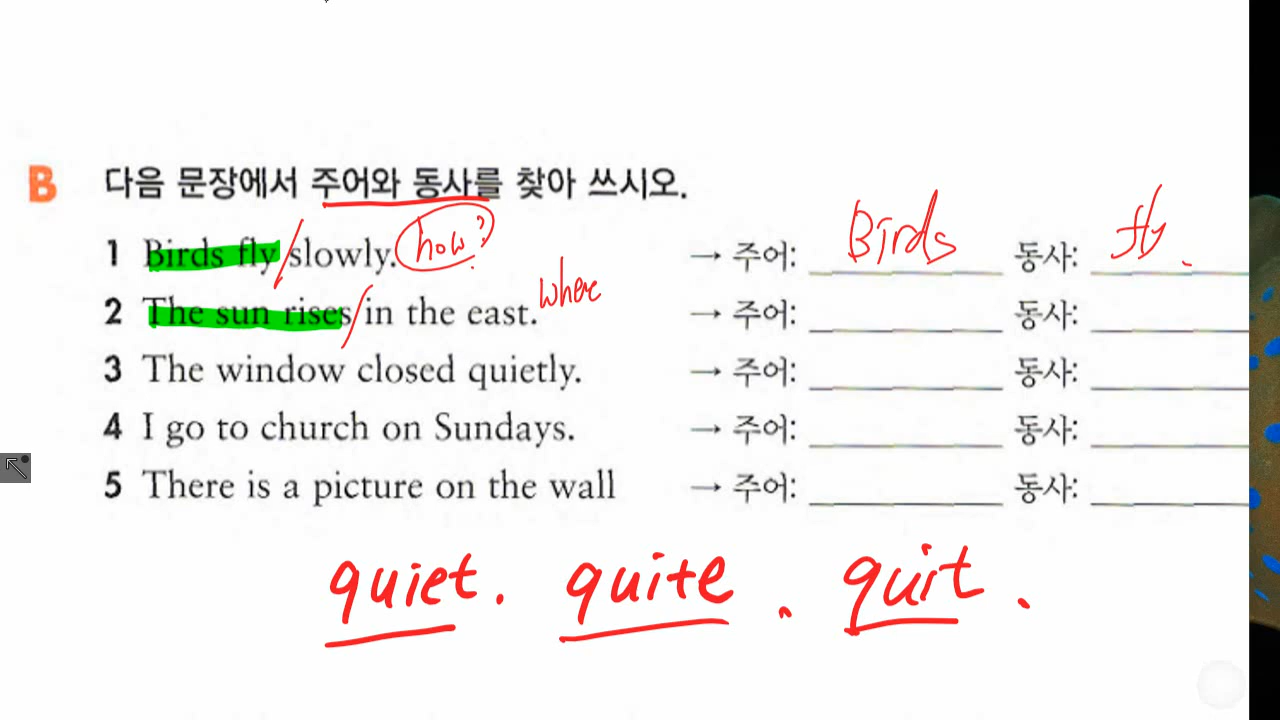 B 다음 문장에서 주어와 동사를 찾아 쓰시오.
1 Birds fly / slowly. how? → 주어: Birds 동사: fly.
2 The sun rises / in the east. where → 주어: 동사:
3 The window closed quietly. → 주어: 동사:
4 I go to church on Sundays. → 주어: 동사:
5 There is a picture on the wall → 주어: 동사:
quiet. quite. quit.